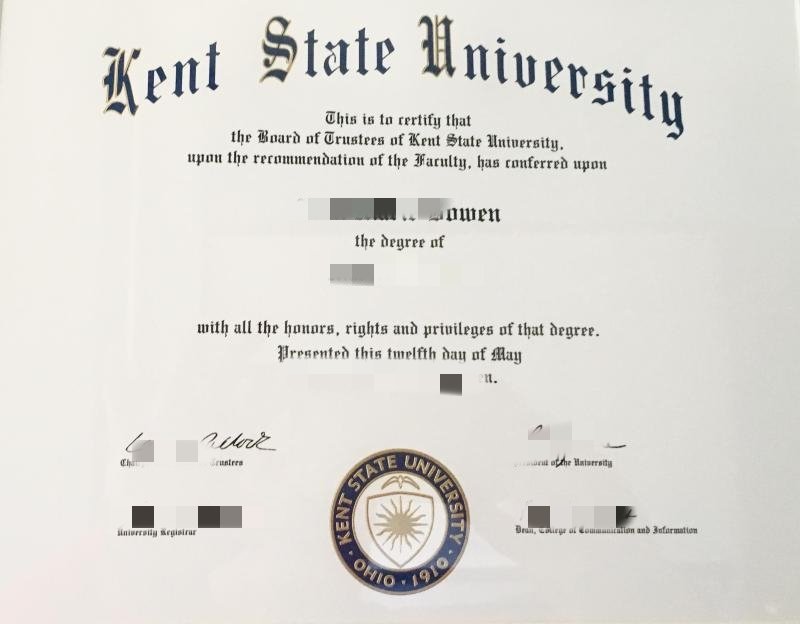 Kent State University
This is to certify that
the Board of Trustees of Kent State University,
upon the recommendation of the Faculty, has conferred upon
Bowen
the degree of
with all the honors, rights and privileges of that degree.
Presented this twelfth day of May
Trustees
of the University
University Registrar
Dean, College of Communication and Information
KENT STATE UNIVERSITY
OHIO · 1910